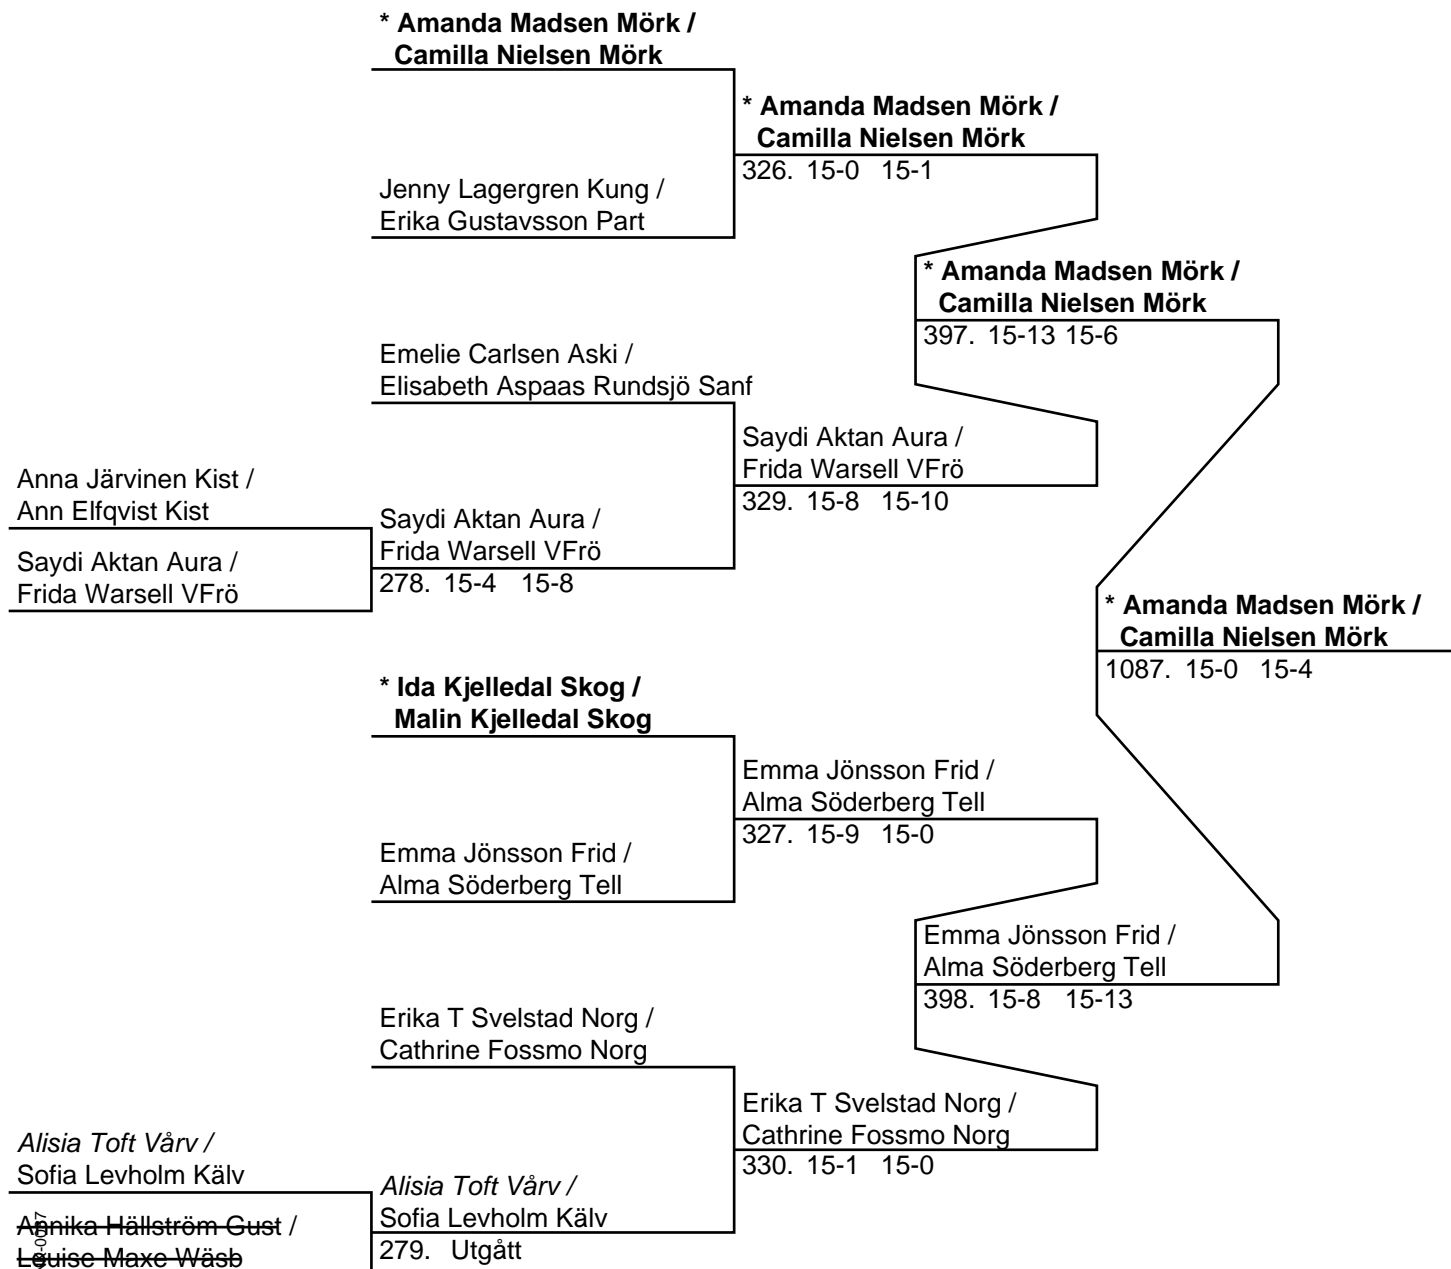 * Amanda Madsen Mörk /
Camilla Nielsen Mörk
* Amanda Madsen Mörk /
Camilla Nielsen Mörk
326. 15-0 15-1
Jenny Lagergren Kung /
Erika Gustavsson Part
* Amanda Madsen Mörk /
Camilla Nielsen Mörk
397. 15-13 15-6
Emelie Carlsen Aski /
Elisabeth Aspaas Rundsjö Sanf
Saydi Aktan Aura /
Frida Warsell VFrö
329. 15-8 15-10
Anna Järvinen Kist /
Ann Elfqvist Kist
Saydi Aktan Aura /
Frida Warsell VFrö
278. 15-4 15-8
Saydi Aktan Aura /
Frida Warsell VFrö
* Amanda Madsen Mörk /
Camilla Nielsen Mörk
1087. 15-0 15-4
* Ida Kjelledal Skog /
Malin Kjelledal Skog
Emma Jönsson Frid /
Alma Söderberg Tell
327. 15-9 15-0
Emma Jönsson Frid /
Alma Söderberg Tell
Emma Jönsson Frid /
Alma Söderberg Tell
398. 15-8 15-13
Erika T Svelstad Norg /
Cathrine Fossmo Norg
Erika T Svelstad Norg /
Cathrine Fossmo Norg
330. 15-1 15-0
Alisia Toft Vårv /
Sofia Levholm Kälv
Alisia Toft Vårv /
Sofia Levholm Kälv
279. Utgått
Annika Hällström Gust /
Louise Maxe Wäsb